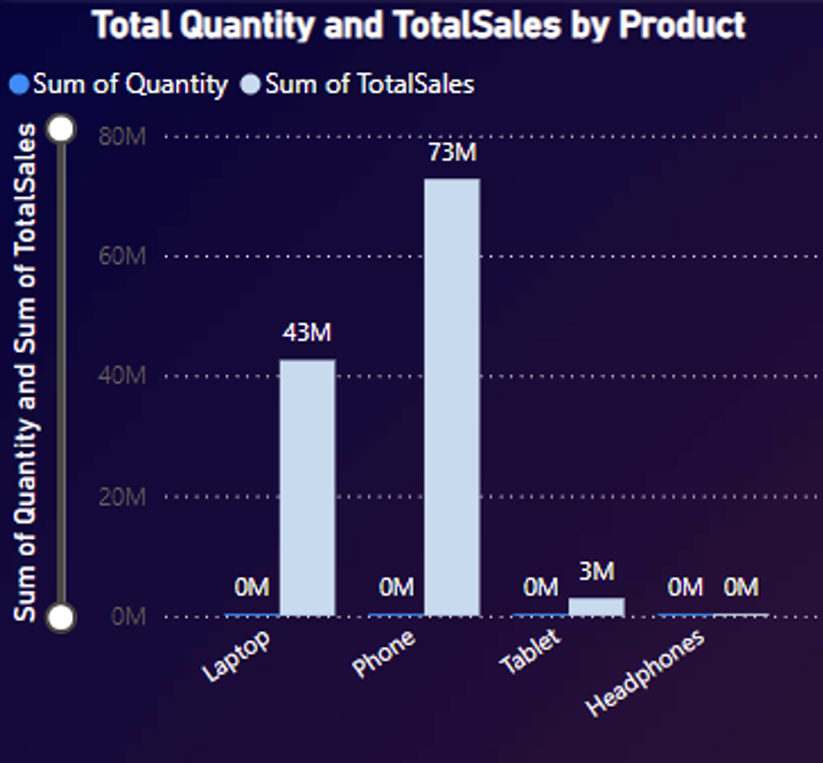 Total Quantity and TotalSales by Product
Sum of Quantity Sum of TotalSales
Sum of Quantity and Sum of TotalSales
80M
60M
40M
20M
0M
73M
43M
3M
0M 0M 0M 0M 0M
Laptop Phone Tablet Headphones